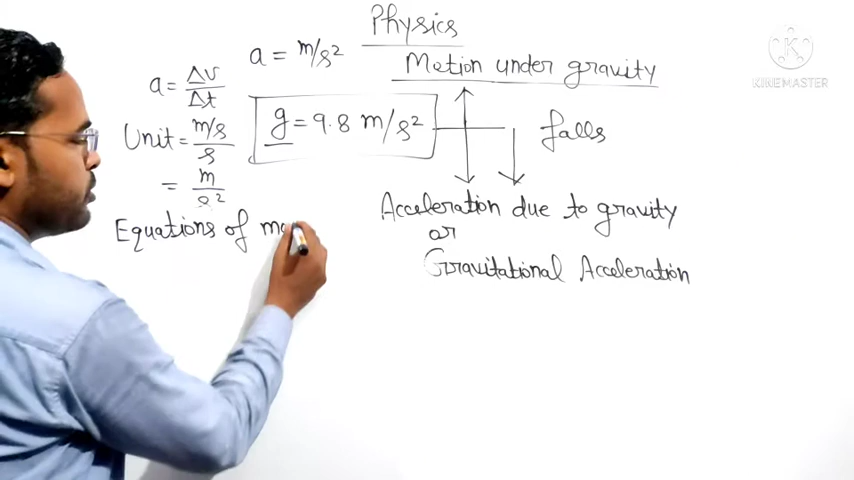 Physics
a = m/s²
Motion under gravity
a = Δv/Δt
g = 9.8 m/s²
falls
Unit = m/s/s
= m/s²
Acceleration due to gravity
or
Gravitational Acceleration
Equations of mo
KINEMASTER